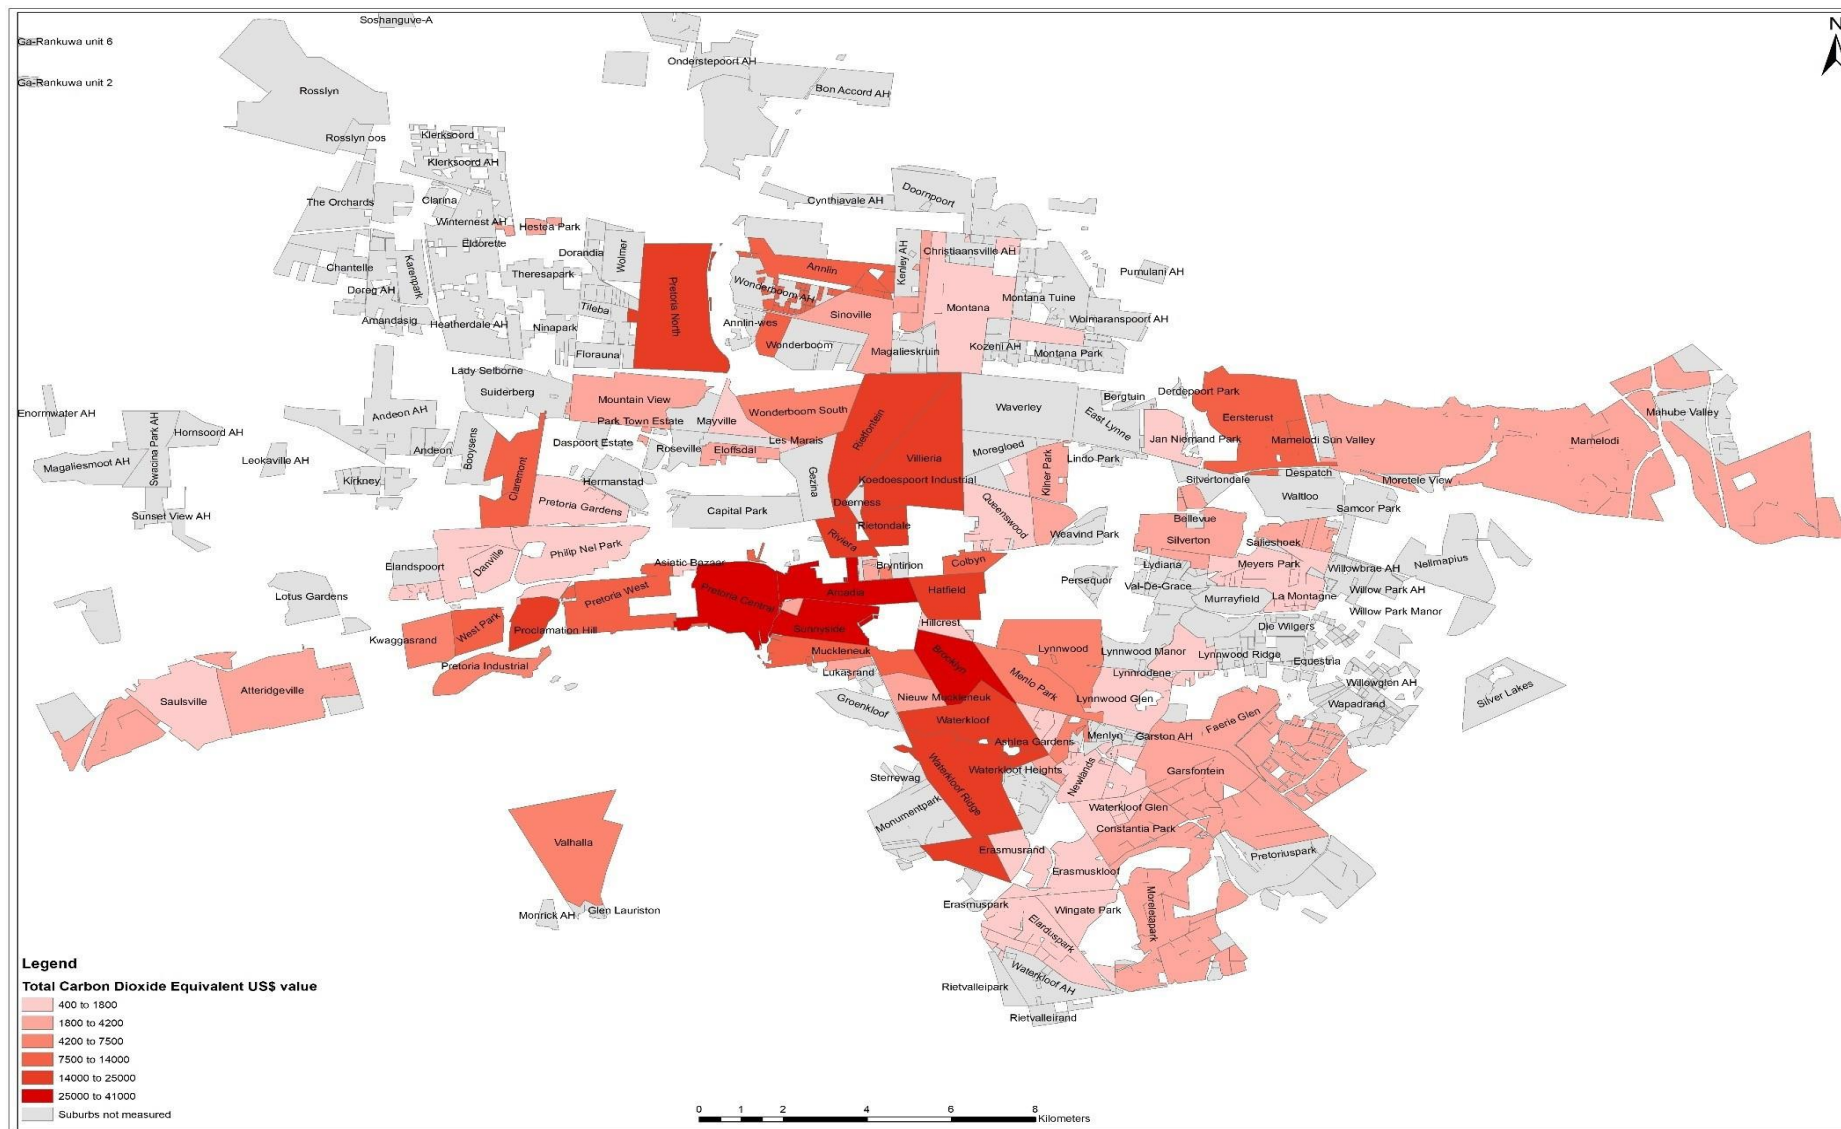 N
Soshanguve-A
Ga-Rankuwa unit 6
Onderstepoort AH
Ga-Rankuwa unit 2
Rosslyn
Bon Accord AH
Rosslyn oos
Klerksoord
Klerksoord AH
The Orchards
Clarina
Cynthiavale AH
Doornpoort
Winternest AH
Hestea Park
Eldorette
Dorandia
Wolmer
Kenley AH
Christiaansville AH
Chantelle
Karenpark
Theresapark
Annlin
Pumulani AH
Doreg AH
Pretoria North
Wonderboom AH
Montana
Montana Tuine
Tileba
Sinoville
Amandasig
Heatherdale AH
Ninapark
Annlin-wes
Wolmaranspoort AH
Wonderboom
Magalieskruin
Kozeni AH
Montana Park
Florauna
Lady Selborne
Suiderberg
Mountain View
Derdepoort Park
Bergtuin
Enormwater AH
Andeon AH
Park Town Estate
Mayville
Wonderboom South
Rietfontein
Waverley
East Lynne
Eersterust
Mahube Valley
Swacina Park AH
Hornsoord AH
Daspoort Estate
Les Marais
Jan Niemand Park
Mamelodi Sun Valley
Mamelodi
Andeon
Booysens
Roseville
Eloffsdal
Moregloed
Magaliesmoot AH
Leokaville AH
Villieria
Kilner Park
Lindo Park
Claremont
Kirkney
Hermanstad
Gezina
Koedoespoort Industrial
Silvertondale
Despatch
Moretele View
Waltloo
Pretoria Gardens
Capital Park
Deerness
Queenswood
Samcor Park
Sunset View AH
Rietondale
Bellevue
Weavind Park
Riviera
Silverton
Salieshoek
Philip Nel Park
Danville
Elandspoort
Asietic Bazaar
Bryntirion
Colbyn
Lydiana
Meyers Park
Willowbrae AH
Nellmapius
Persequor
Val-De-Grace
Lotus Gardens
Pretoria West
Pretoria Central
Arcadia
Hatfield
Murrayfield
La Montagne
Willow Park AH
Willow Park Manor
West Park
Proclamation Hill
Sunnyside
Hillcrest
Die Wilgers
Kwaggasrand
Muckleneuk
Brooklyn
Lynnwood
Lynnwood Manor
Lynnwood Ridge
Equestria
Pretoria Industrial
Lukasrand
Menlo Park
Lynnrodene
Willowglen AH
Atteridgeville
Saulsville
Nieuw Muckleneuk
Lynnwood Glen
Silver Lakes
Groenkloof
Wapadrand
Waterkloof
Faerie Glen
Ashlea Gardens
Menlyn
Garston AH
Waterkloof Ridge
Waterkloof Heights
Newlands
Garsfontein
Sterrewag
Monumentpark
Waterkloof Glen
Constantia Park
Valhalla
Erasmusrand
Pretoriuspark
Erasmuskloof
Moreletapark
Erasmuspark
Wingate Park
Monrick AH
Glen Lauriston
Elarduspark
Waterkloof AH
Rietvalleipark
Rietvalleirand
Legend
Total Carbon Dioxide Equivalent US$ value
400 to 1800
1800 to 4200
4200 to 7500
7500 to 14000
14000 to 25000
25000 to 41000
Suburbs not measured
0 1 2 4 6 8
Kilometers